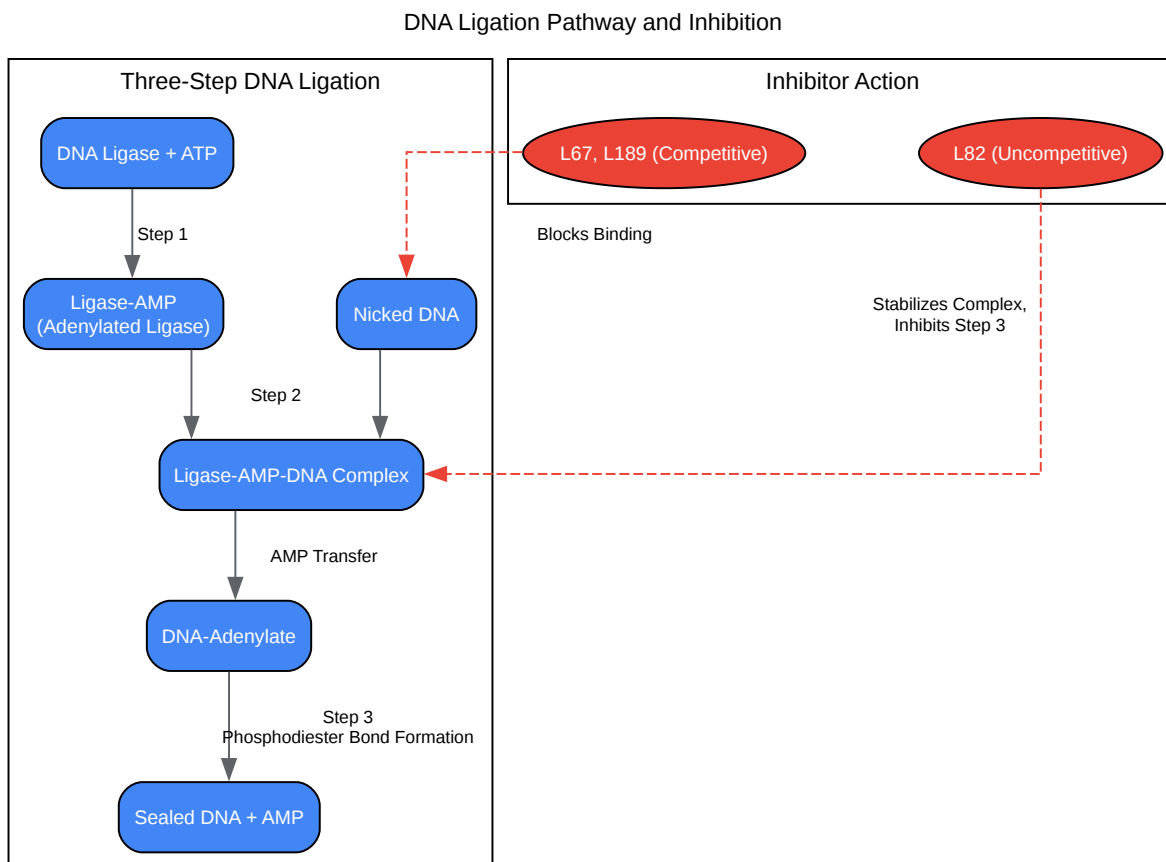 DNA Ligation Pathway and Inhibition
Three-Step DNA Ligation
Inhibitor Action
DNA Ligase + ATP
L67, L189 (Competitive)
L82 (Uncompetitive)
Step 1
Blocks Binding
Ligase-AMP
(Adenylated Ligase)
Nicked DNA
Stabilizes Complex,
Inhibits Step 3
Step 2
Ligase-AMP-DNA Complex
AMP Transfer
DNA-Adenylate
Step 3
Phosphodiester Bond Formation
Sealed DNA + AMP